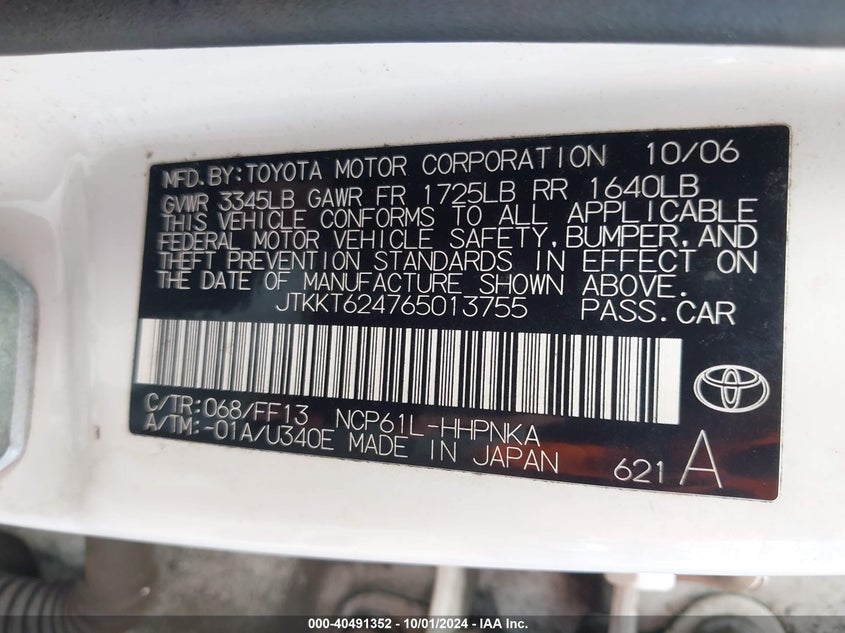 MFD.BY:TOYOTA MOTOR CORPORATION 10/06
GVWR 3345LB GAWR FR 1725LB RR 1640LB
THIS VEHICLE CONFORMS TO ALL APPLICABLE
FEDERAL MOTOR VEHICLE SAFETY,BUMPER,AND
THEFT PREVENTION STANDARDS IN EFFECT ON
THE DATE OF MANUFACTURE SHOWN ABOVE.
JTKKT624765013755 PASS.CAR
C/TR:068/FF13 NCP61L-HHPNKA
A/TM:-01A/U340E MADE IN JAPAN
621 A
000-40491352 - 10/01/2024 - IAA Inc.